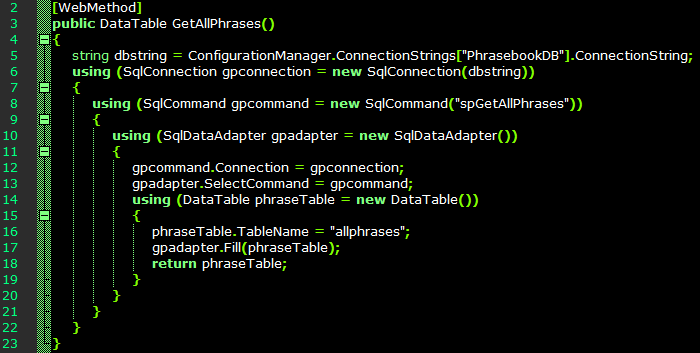 2 [WebMethod]
3 public DataTable GetAllPhrases()
4 {
5 string dbstring = ConfigurationManager.ConnectionStrings["PhrasebookDB"].ConnectionString;
6 using (SqlConnection gpconnection = new SqlConnection(dbstring))
7 {
8 using (SqlCommand gpcommand = new SqlCommand("spGetAllPhrases"))
9 {
10 using (SqlDataAdapter gpadapter = new SqlDataAdapter())
11 {
12 gpcommand.Connection = gpconnection;
13 gpadapter.SelectCommand = gpcommand;
14 using (DataTable phraseTable = new DataTable())
15 {
16 phraseTable.TableName = "allphrases";
17 gpadapter.Fill(phraseTable);
18 return phraseTable;
19 }
20 }
21 }
22 }
23 }